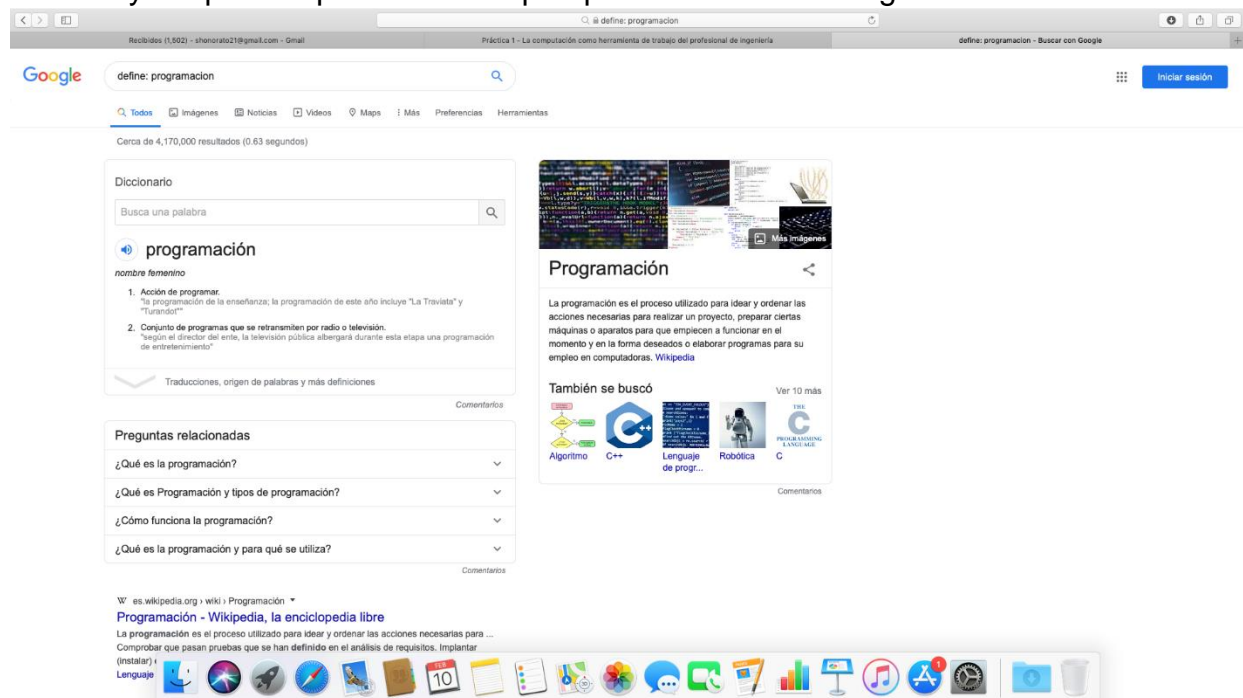 define: programacion
Recibidos (1,602) - shonorato21@gmail.com - Gmail
Práctica 1 - La computación como herramienta de trabajo del profesional de ingeniería
define: programacion - Buscar con Google
Google
define: programacion
Iniciar sesión
Todos Imágenes Noticias Videos Maps Más Preferencias Herramientas
Cerca de 4,170,000 resultados (0.63 segundos)
Diccionario
Busca una palabra
programación
nombre femenino
1. Acción de programar.
"la programación de la enseñanza; la programación de este año incluye "La Traviata" y
"Turandot""
2. Conjunto de programas que se retransmiten por radio o televisión.
"según el director del ente, la televisión pública albergará durante esta etapa una programación
de entretenimiento"
Traducciones, origen de palabras y más definiciones
Comentarios
Preguntas relacionadas
¿Qué es la programación?
¿Qué es Programación y tipos de programación?
¿Cómo funciona la programación?
¿Qué es la programación y para qué se utiliza?
Comentarios
W es.wikipedia.org › wiki › Programación
Programación - Wikipedia, la enciclopedia libre
La programación es el proceso utilizado para idear y ordenar las acciones necesarias para ...
Comprobar que pasan pruebas que se han definido en el análisis de requisitos. Implantar
(instalar)
Lenguaje
Más imágenes
Programación
La programación es el proceso utilizado para idear y ordenar las
acciones necesarias para realizar un proyecto, preparar ciertas
máquinas o aparatos para que empiecen a funcionar en el
momento y en la forma deseados o elaborar programas para su
empleo en computadoras. Wikipedia
También se buscó
Ver 10 más
THE
C
PROGRAMMING
LANGUAGE
Algoritmo C++ Lenguaje de progr... Robótica C
Comentarios
FEB
10